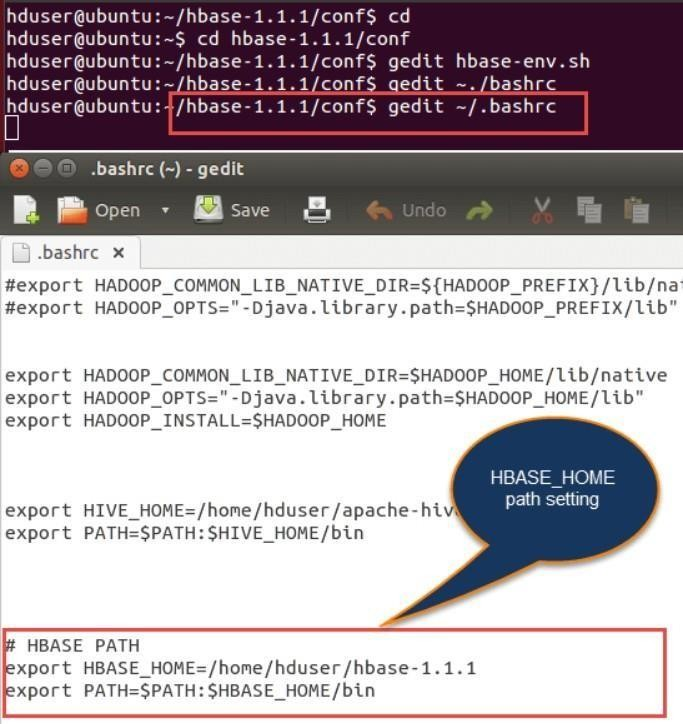 hduser@ubuntu:~/hbase-1.1.1/conf$ cd
hduser@ubuntu:~$ cd hbase-1.1.1/conf
hduser@ubuntu:~/hbase-1.1.1/conf$ gedit hbase-env.sh
hduser@ubuntu:~/hbase-1.1.1/conf$ gedit ~./bashrc
hduser@ubuntu:~/hbase-1.1.1/conf$ gedit ~/.bashrc
.bashrc (~) - gedit
Open Save Undo
.bashrc
#export HADOOP_COMMON_LIB_NATIVE_DIR=${HADOOP_PREFIX}/lib/nat
#export HADOOP_OPTS="-Djava.library.path=$HADOOP_PREFIX/lib"
export HADOOP_COMMON_LIB_NATIVE_DIR=$HADOOP_HOME/lib/native
export HADOOP_OPTS="-Djava.library.path=$HADOOP_HOME/lib"
export HADOOP_INSTALL=$HADOOP_HOME
HBASE_HOME
path setting
export HIVE_HOME=/home/hduser/apache-hiv
export PATH=$PATH:$HIVE_HOME/bin
# HBASE PATH
export HBASE_HOME=/home/hduser/hbase-1.1.1
export PATH=$PATH:$HBASE_HOME/bin